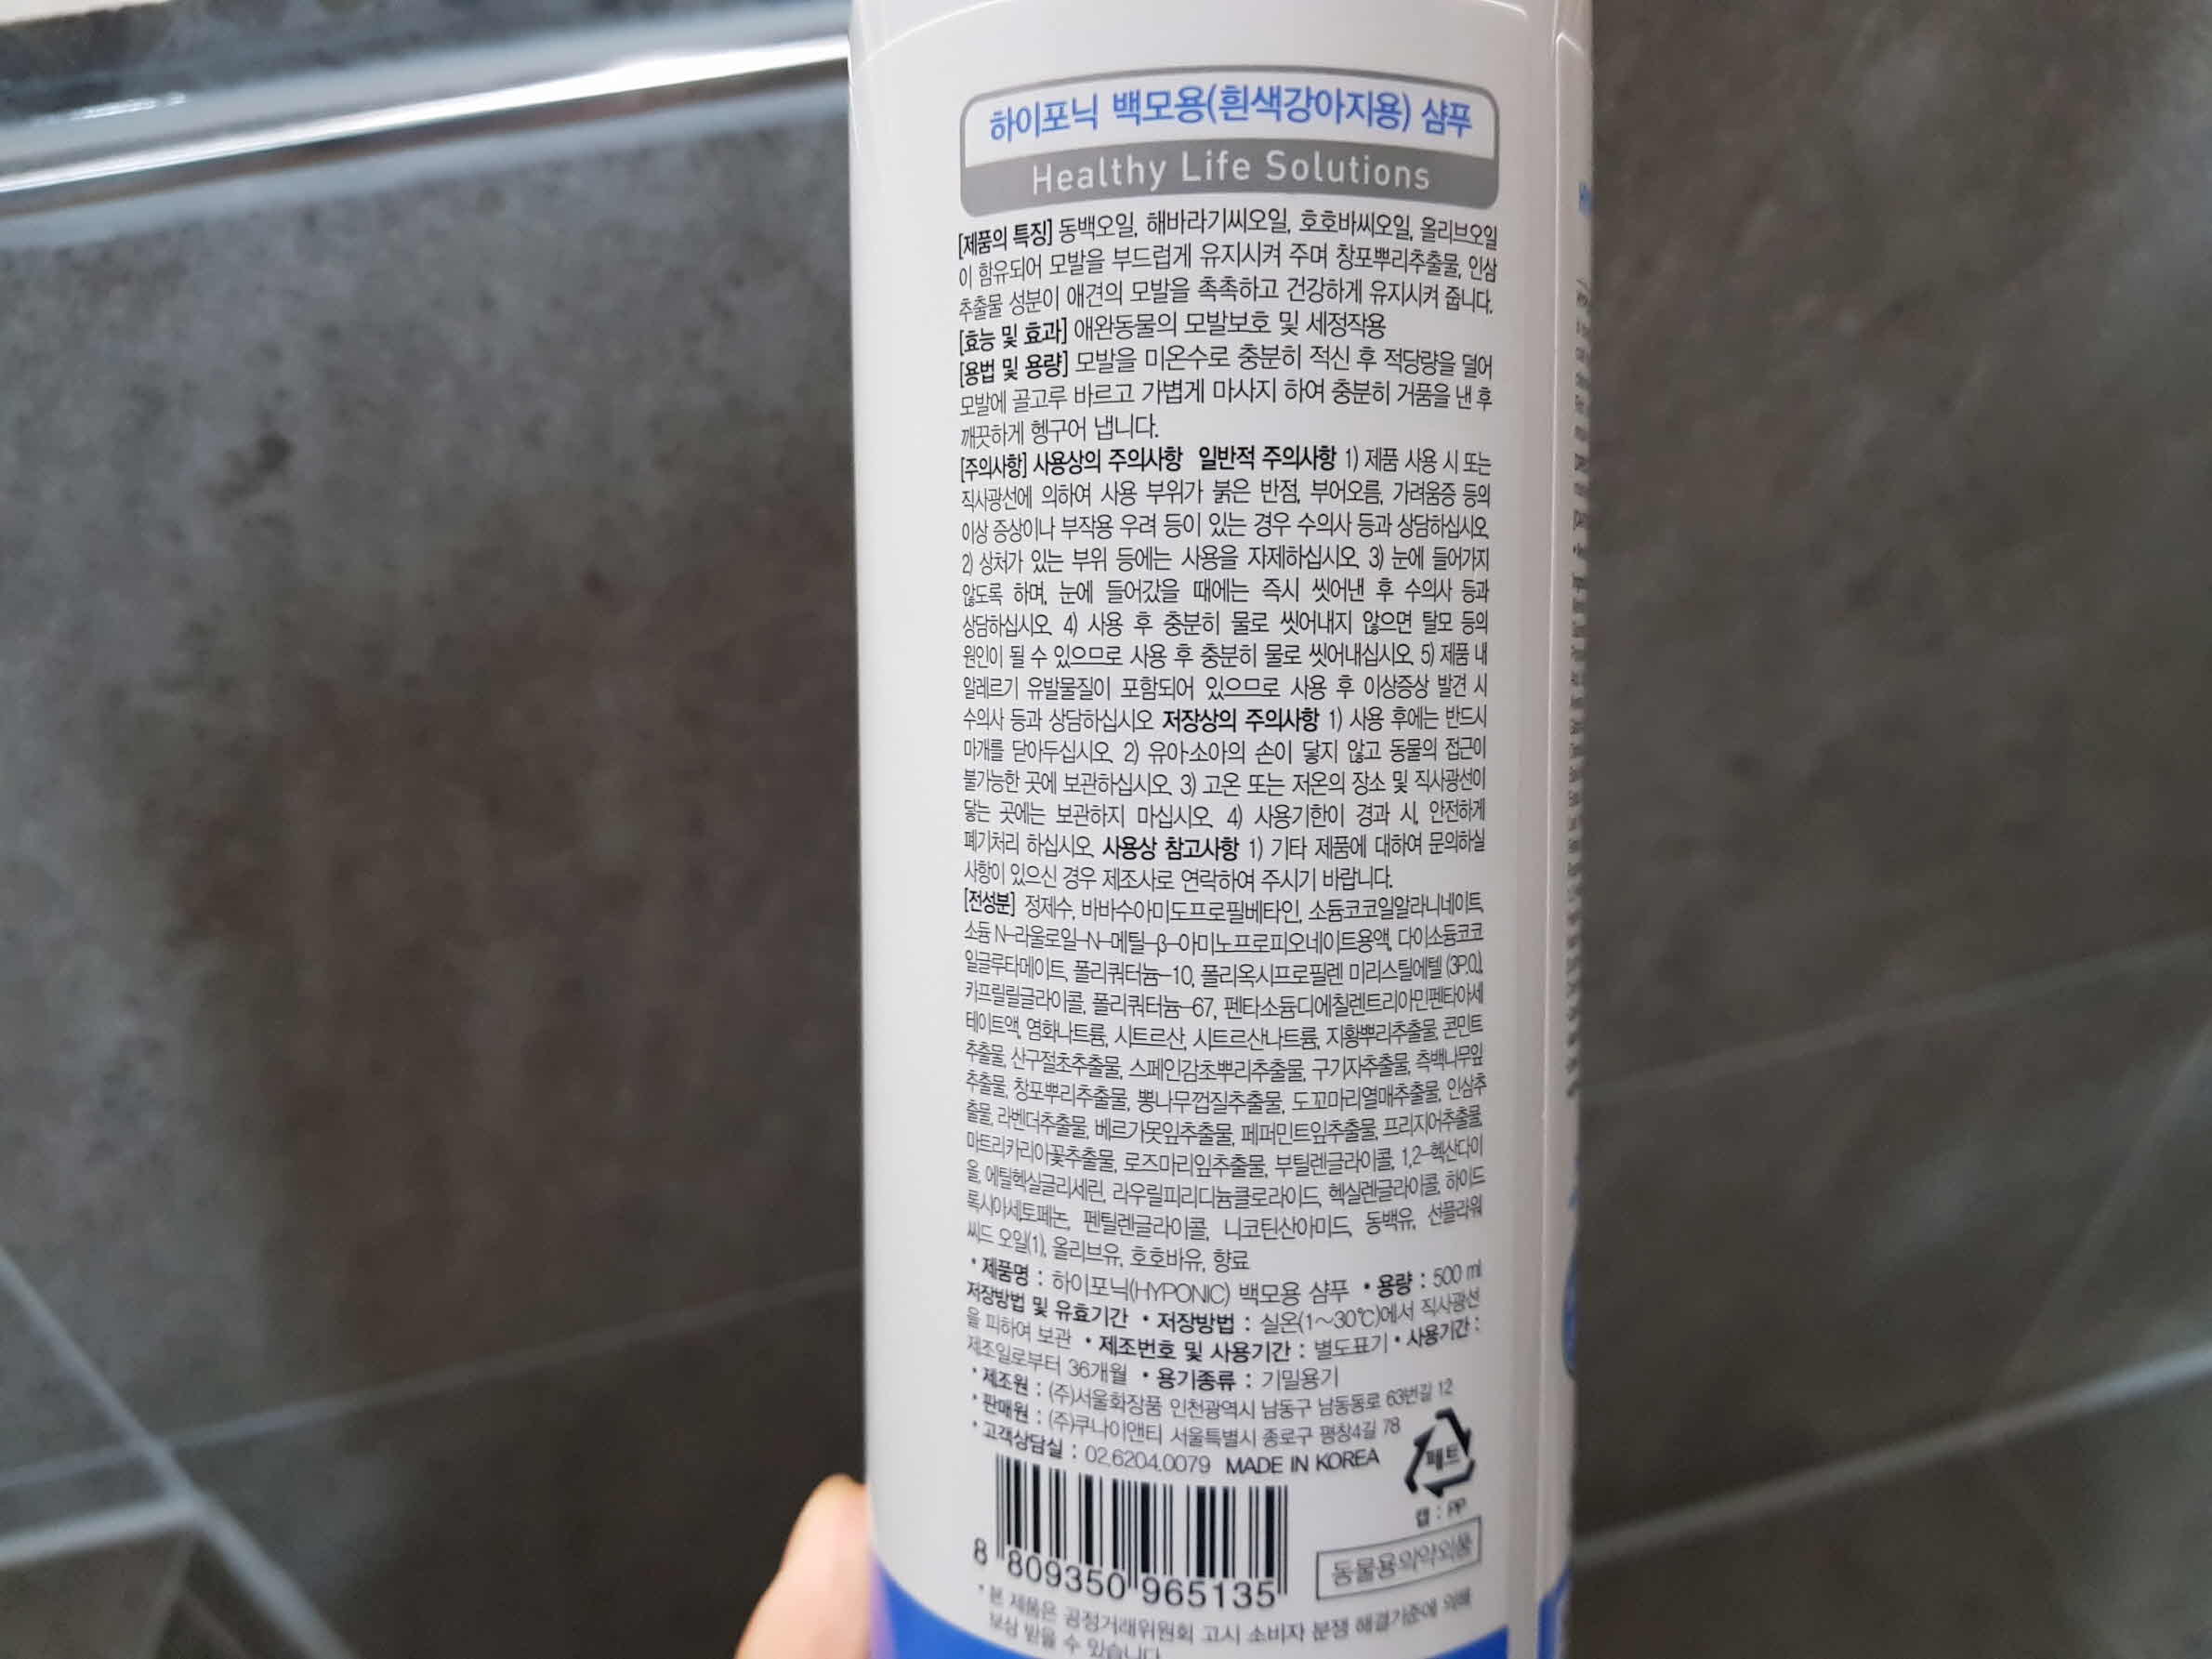 하이포닉 백모용(흰색강아지용) 샴푸
Healthy Life Solutions
[제품의 특징] 동백오일, 해바라기씨오일, 호호바씨오일, 올리브오일
이 함유되어 모발을 부드럽게 유지시켜 주며 창포뿌리추출물, 인삼
추출물 성분이 애견의 모발을 촉촉하고 건강하게 유지시켜 줍니다.
[효능 및 효과] 애완동물의 모발보호 및 세정작용
[용법 및 용량] 모발을 미온수로 충분히 적신 후 적당량을 덜어
모발에 골고루 바르고 가볍게 마사지 하여 충분히 거품을 낸 후
깨끗하게 헹구어 냅니다.
[주의사항] 사용상의 주의사항 일반적 주의사항 1) 제품 사용 시 또는
직사광선에 의하여 사용 부위가 붉은 반점, 부어오름, 가려움증 등의
이상 증상이나 부작용 우려 등이 있는 경우 수의사 등과 상담하십시오.
2) 상처가 있는 부위 등에는 사용을 자제하십시오. 3) 눈에 들어가지
않도록 하며, 눈에 들어갔을 때에는 즉시 씻어낸 후 수의사 등과
상담하십시오. 4) 사용 후 충분히 물로 씻어내지 않으면 탈모 등의
원인이 될 수 있으므로 사용 후 충분히 물로 씻어내십시오. 5) 제품 내
알레르기 유발물질이 포함되어 있으므로 사용 후 이상증상 발견 시
수의사 등과 상담하십시오. 저장상의 주의사항 1) 사용 후에는 반드시
마개를 닫아두십시오. 2) 유아·소아의 손이 닿지 않고 동물의 접근이
불가능한 곳에 보관하십시오. 3) 고온 또는 저온의 장소 및 직사광선이
닿는 곳에는 보관하지 마십시오. 4) 사용기한이 경과 시, 안전하게
폐기처리 하십시오. 사용상 참고사항 1) 기타 제품에 대하여 문의하실
사항이 있으신 경우 제조사로 연락하여 주시기 바랍니다.
[전성분] 정제수, 바바수아미도프로필베타인, 소듐코코일알라니네이트,
소듐 N-라울로일-N-메틸-β-아미노프로피오네이트용액, 다이소듐코코
일글루타메이트, 폴리쿼터늄-10, 폴리옥시프로필렌 미리스틸에텔 (3P.O.),
카프릴릴글라이콜, 폴리쿼터늄-67, 펜타소듐디에칠렌트리아민펜타아세
테이트액, 염화나트륨, 시트르산, 시트르산나트륨, 지황뿌리추출물, 콘민트
추출물, 산구절초추출물, 스페인감초뿌리추출물, 구기자추출물, 측백나무잎
추출물, 창포뿌리추출물, 뽕나무껍질추출물, 도꼬마리열매추출물, 인삼추
출물, 라벤더추출물, 베르가못잎추출물, 페퍼민트잎추출물, 프리지어추출물,
마트리카리아꽃추출물, 로즈마리잎추출물, 부틸렌글라이콜, 1,2-헥산다이
올, 에틸헥실글리세린, 라우릴피리디늄클로라이드, 헥실렌글라이콜, 하이드
록시아세토페논, 펜틸렌글라이콜, 니코틴산아미드, 동백유, 선플라워
씨드 오일(1), 올리브유, 호호바유, 향료
• 제품명 : 하이포닉(HYPONIC) 백모용 샴푸 • 용량 : 500 ml
저장방법 및 유효기간 • 저장방법 : 실온(1~30℃)에서 직사광선
을 피하여 보관 • 제조번호 및 사용기간 : 별도표기 • 사용기간 :
제조일로부터 36개월 • 용기종류 : 기밀용기
• 제조원 : (주)서울화장품 인천광역시 남동구 남동동로 63번길 12
• 판매원 : (주)쿠나이앤티 서울특별시 종로구 평창4길 78
• 고객상담실 : 02.6204.0079 MADE IN KOREA
페트
캡 : PP
동물용의약외품
8 809350 965135
* 본 제품은 공정거래위원회 고시 소비자 분쟁 해결기준에 의해
보상 받을 수 있습니다.